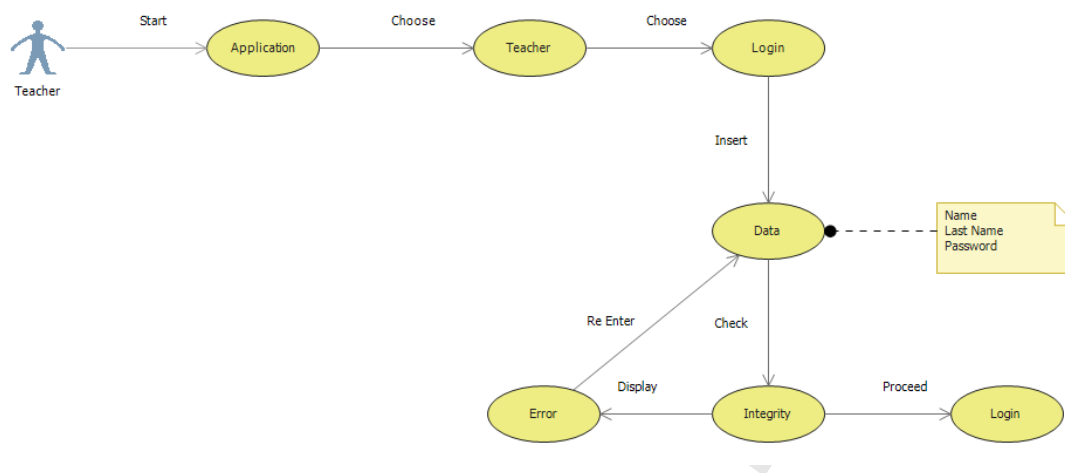 Start
Choose
Choose
Application
Teacher
Login
Teacher
Insert
Data
Name
Last Name
Password
Re Enter
Check
Display
Proceed
Error
Integrity
Login